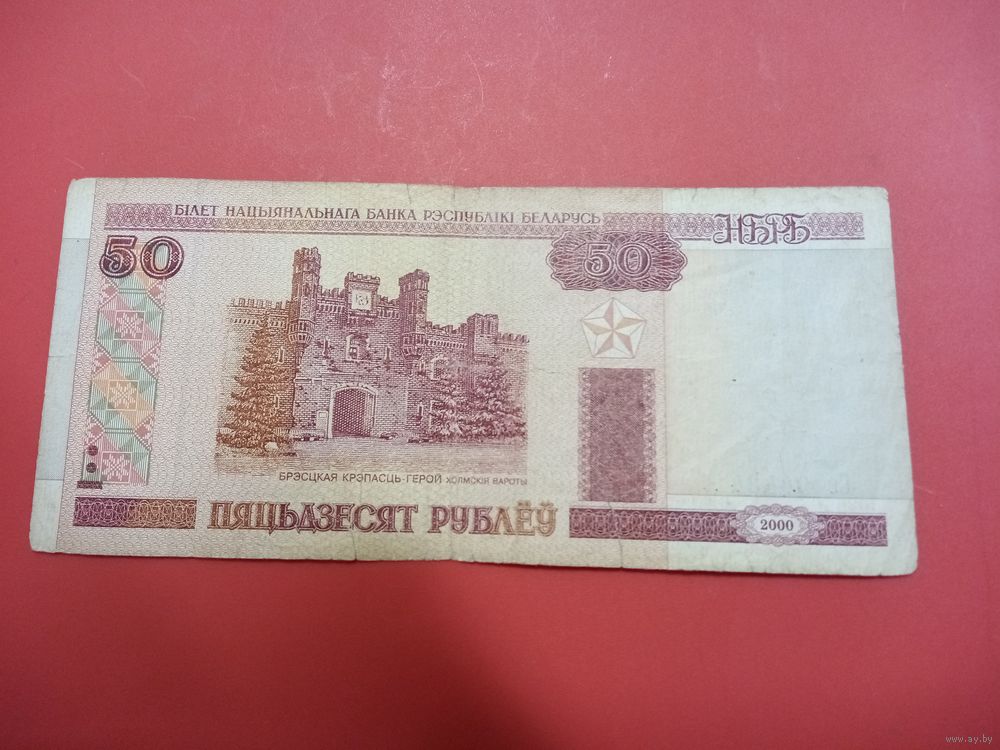 БІЛЕТ НАЦЫЯНАЛЬНАГА БАНКА РЭСПУБЛІКІ БЕЛАРУСЬ
НБРБ
50
50
БРЭСЦКАЯ КРЭПАСЦЬ-ГЕРОЙ ХОЛМСКІЯ ВАРОТЫ
ПЯЦЬДЗЕСЯТ РУБЛЁЎ
2000
www.ay.by